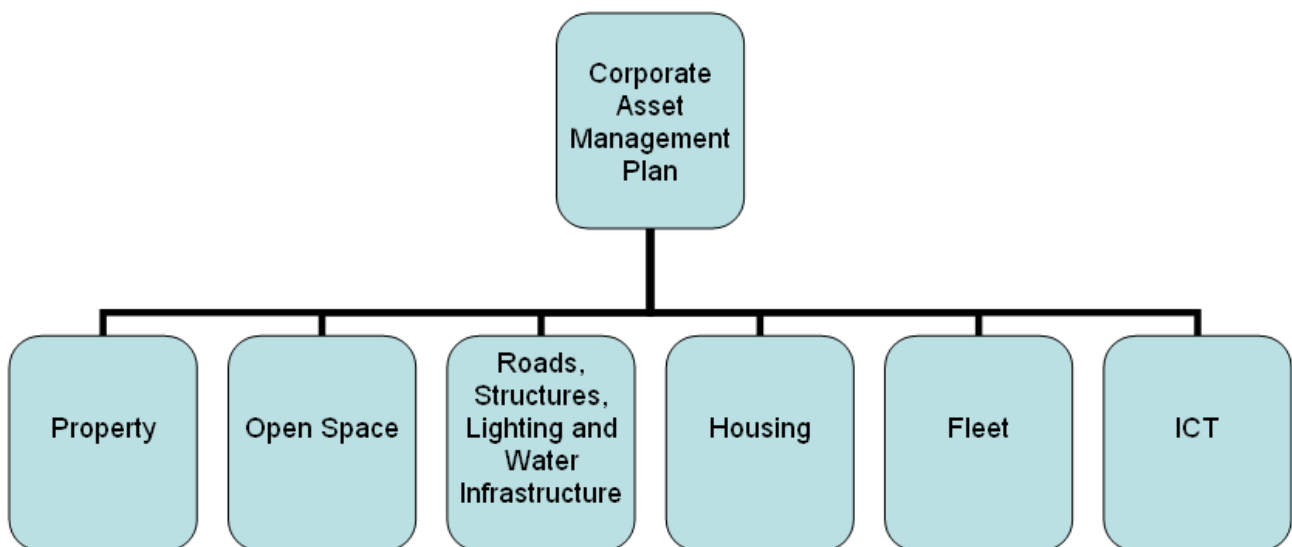 Corporate
Asset
Management
Plan
Property
Open Space
Roads,
Structures,
Lighting and
Water
Infrastructure
Housing
Fleet
ICT